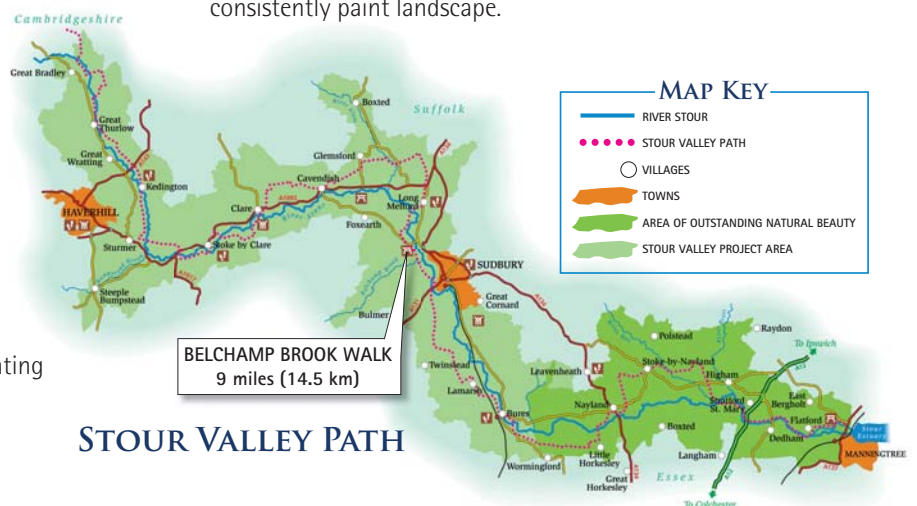 consistently paint landscape.
Cambridgeshire
Great Bradley
Great
Thurlow
Great
Wratting
Kedington
HAVERHILL
Sturmer
Steeple
Bumpstead
Stoke by Clare
Clare
Cavendish
Glemsford
Boxted
Suffolk
Long
Melford
Foxearth
Bulmer
SUDBURY
Great
Cornard
MAP KEY
RIVER STOUR
STOUR VALLEY PATH
VILLAGES
TOWNS
AREA OF OUTSTANDING NATURAL BEAUTY
STOUR VALLEY PROJECT AREA
BELCHAMP BROOK WALK
9 miles (14.5 km)
ating
STOUR VALLEY PATH
Twinstead
Lamarsh
Bures
Wormingford
Leavenheath
Nayland
Little
Horkesley
Great
Horkesley
Stoke-by-Nayland
Polstead
Raydon
Higham
Stratford
St. Mary
East
Bergholt
Flatford
Dedham
Boxted
Langham
Essex
To Ipswich
To Colchester
Stour
Estuary
MANNINGTREE